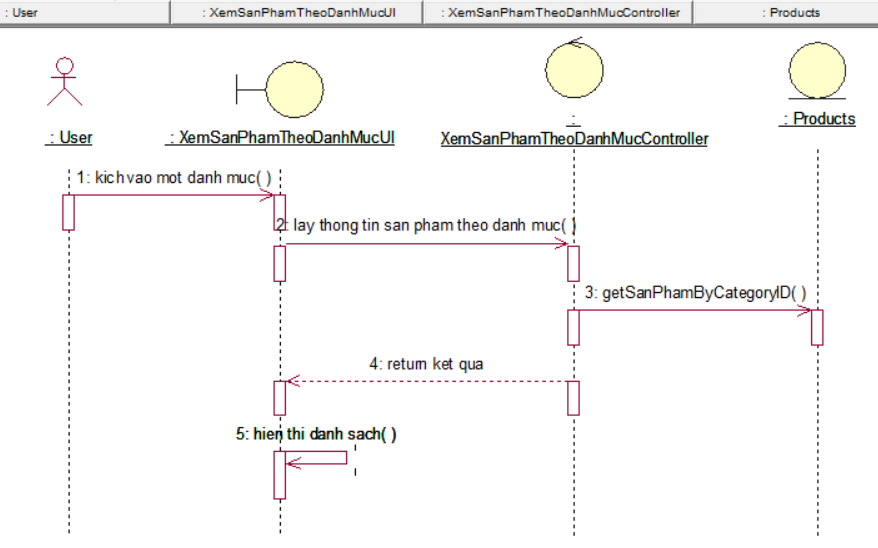 : User
: XemSanPhamTheoDanhMucUI
: XemSanPhamTheoDanhMucController
: Products
: User
: XemSanPhamTheoDanhMucUI
:
XemSanPhamTheoDanhMucController
: Products
1: kich vao mot danh muc( )
2: lay thong tin san pham theo danh muc( )
3: getSanPhamByCategoryID( )
4: return ket qua
5: hien thi danh sach( )